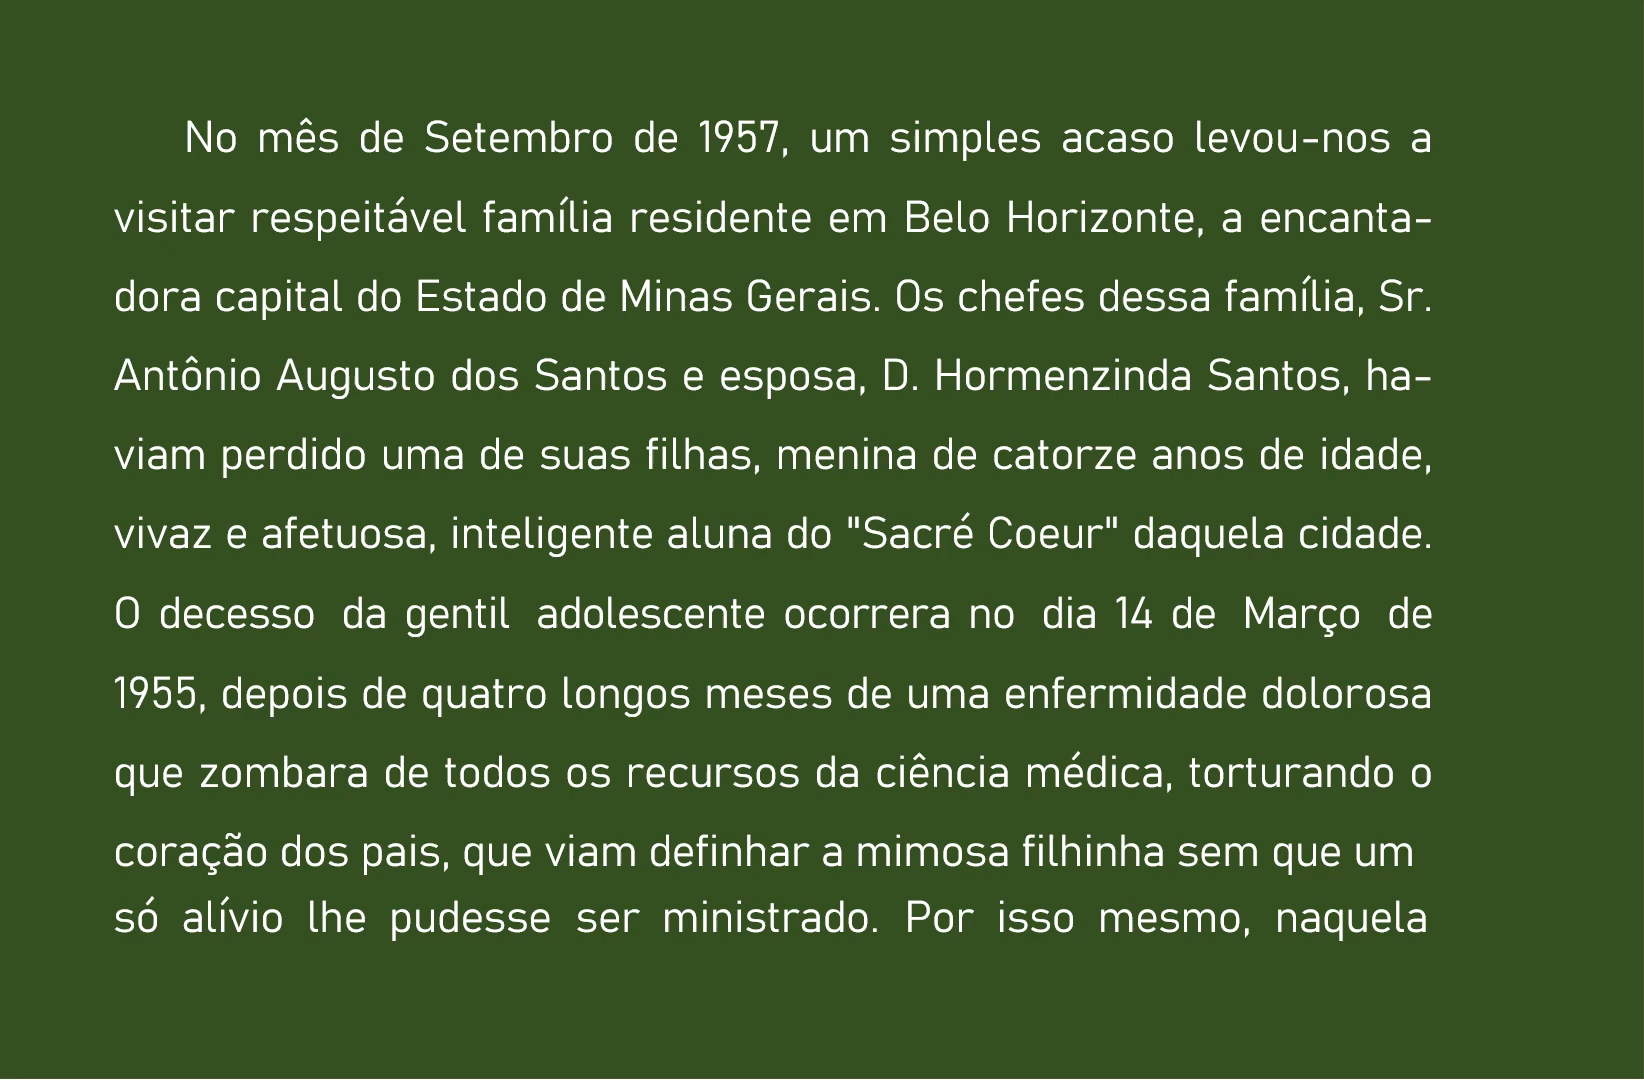 No mês de Setembro de 1957, um simples acaso levou-nos a
visitar respeitável família residente em Belo Horizonte, a encanta-
dora capital do Estado de Minas Gerais. Os chefes dessa família, Sr.
Antônio Augusto dos Santos e esposa, D. Hormenzinda Santos, ha-
viam perdido uma de suas filhas, menina de catorze anos de idade,
vivaz e afetuosa, inteligente aluna do "Sacré Coeur" daquela cidade.
O decesso da gentil adolescente ocorrera no dia 14 de Março de
1955, depois de quatro longos meses de uma enfermidade dolorosa
que zombara de todos os recursos da ciência médica, torturando o
coração dos pais, que viam definhar a mimosa filhinha sem que um
só alívio lhe pudesse ser ministrado. Por isso mesmo, naquela